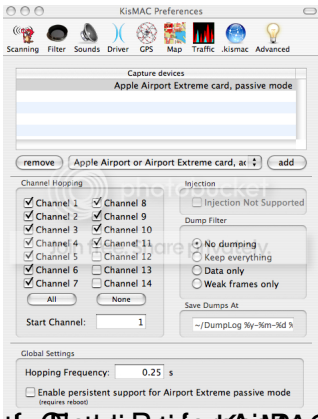 KisMAC Preferences
Scanning Filter Sounds Driver GPS Map Traffic .kismac Advanced
Capture devices
Apple Airport Extreme card, passive mode
remove Apple Airport or Airport Extreme card, ac add
Channel Hopping
Channel 1 Channel 8
Channel 2 Channel 9
Channel 3 Channel 10
Channel 4 Channel 11
Channel 5 Channel 12
Channel 6 Channel 13
Channel 7 Channel 14
All None
Start Channel: 1
Injection
Injection Not Supported
Dump Filter
No dumping
Keep everything
Data only
Weak frames only
Save Dumps At
~/DumpLog %y-%m-%d %
Global Settings
Hopping Frequency: 0.25 s
Enable persistent support for Airport Extreme passive mode
(requires reboot)
photobucket
share privately.